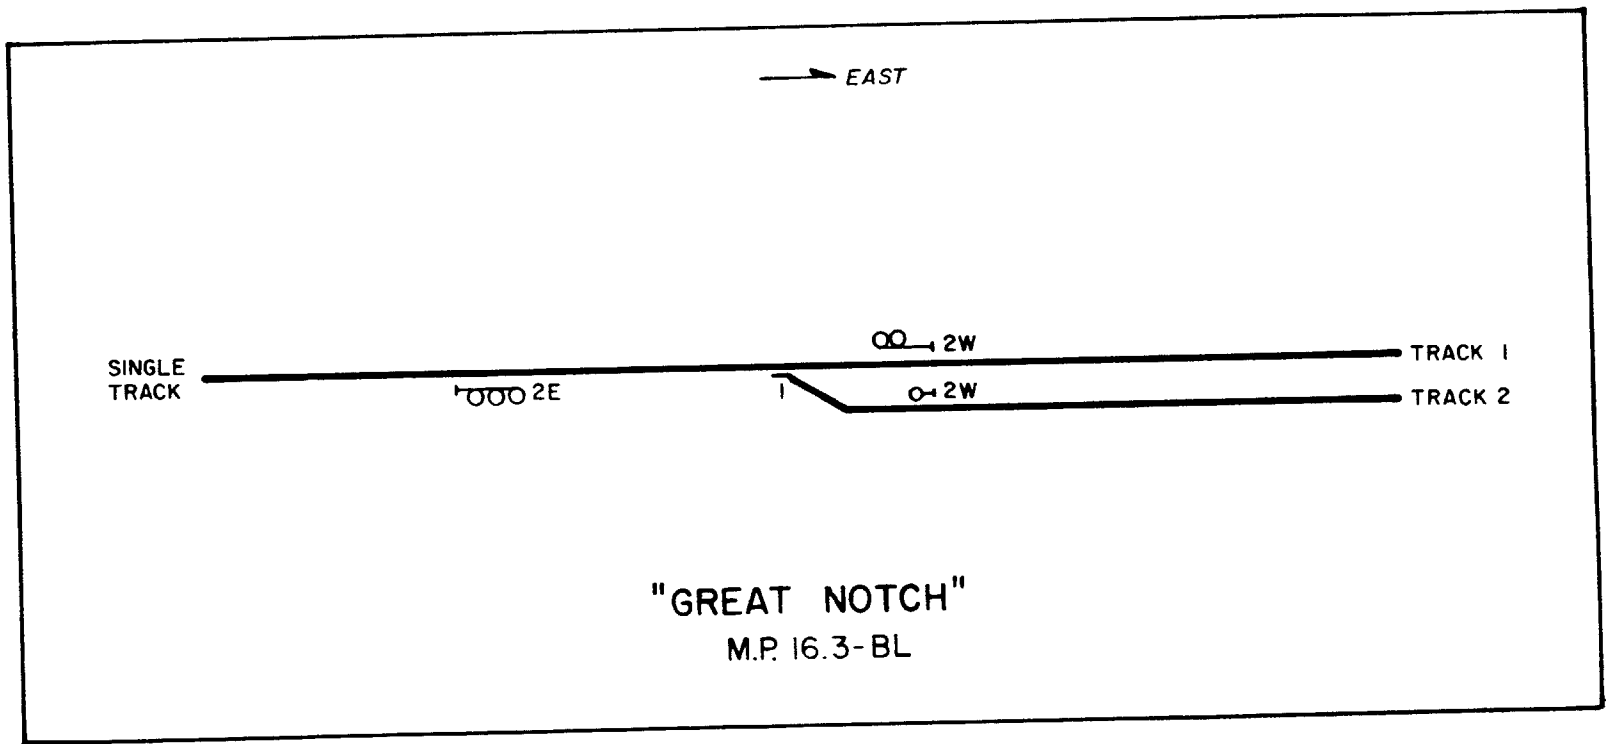 EAST
2W
SINGLE
TRACK
TRACK 1
2E
1
2W
TRACK 2
"GREAT NOTCH"
M.P. 16.3-BL